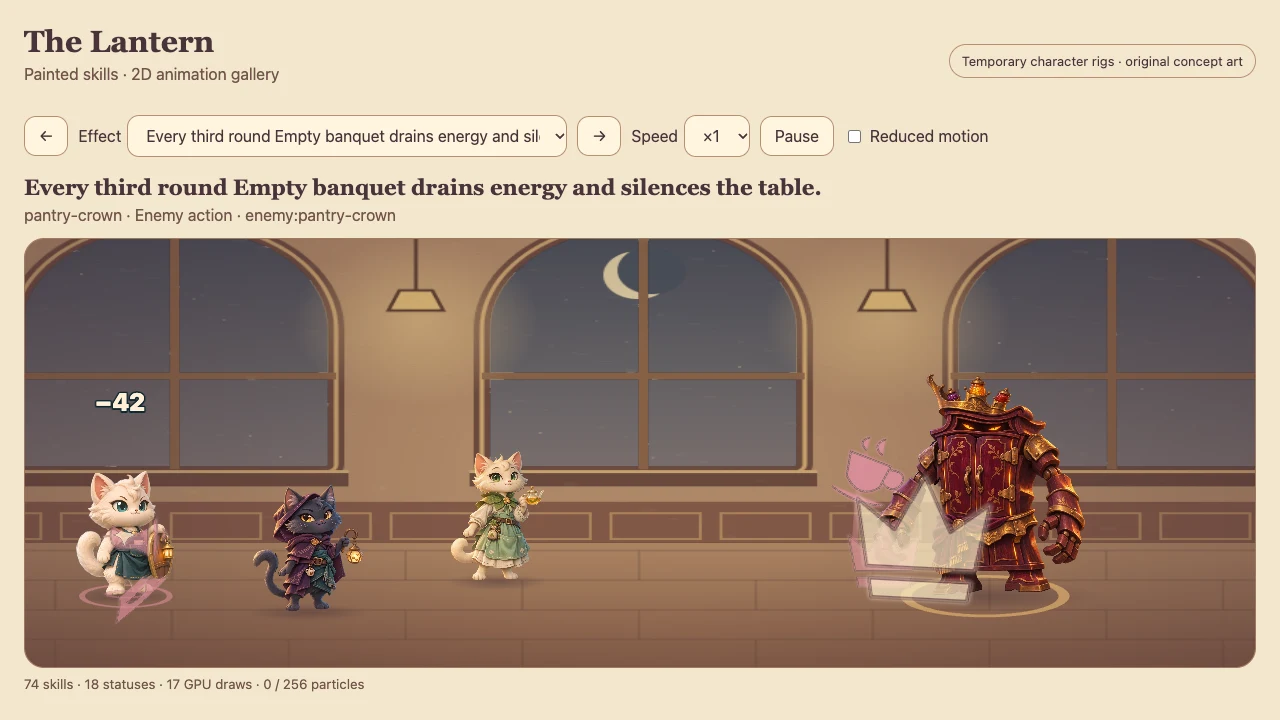 The Lantern
Painted skills · 2D animation gallery
Temporary character rigs · original concept art
← Effect Every third round Empty banquet drains energy and sil → Speed ×1 Pause Reduced motion
Every third round Empty banquet drains energy and silences the table.
pantry-crown · Enemy action · enemy:pantry-crown
−42
74 skills · 18 statuses · 17 GPU draws · 0 / 256 particles